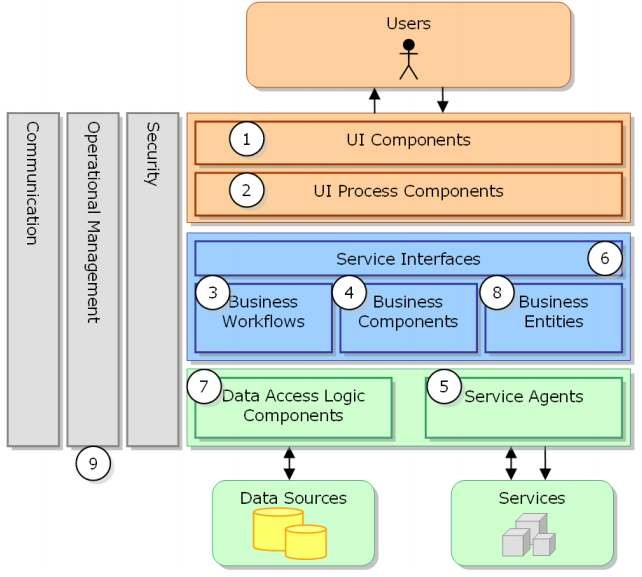 Users
Communication
Operational Management
Security
1
UI Components
2
UI Process Components
Service Interfaces
6
3
Business
Workflows
4
Business
Components
8
Business
Entities
7
Data Access Logic
Components
5
Service Agents
9
Data Sources
Services